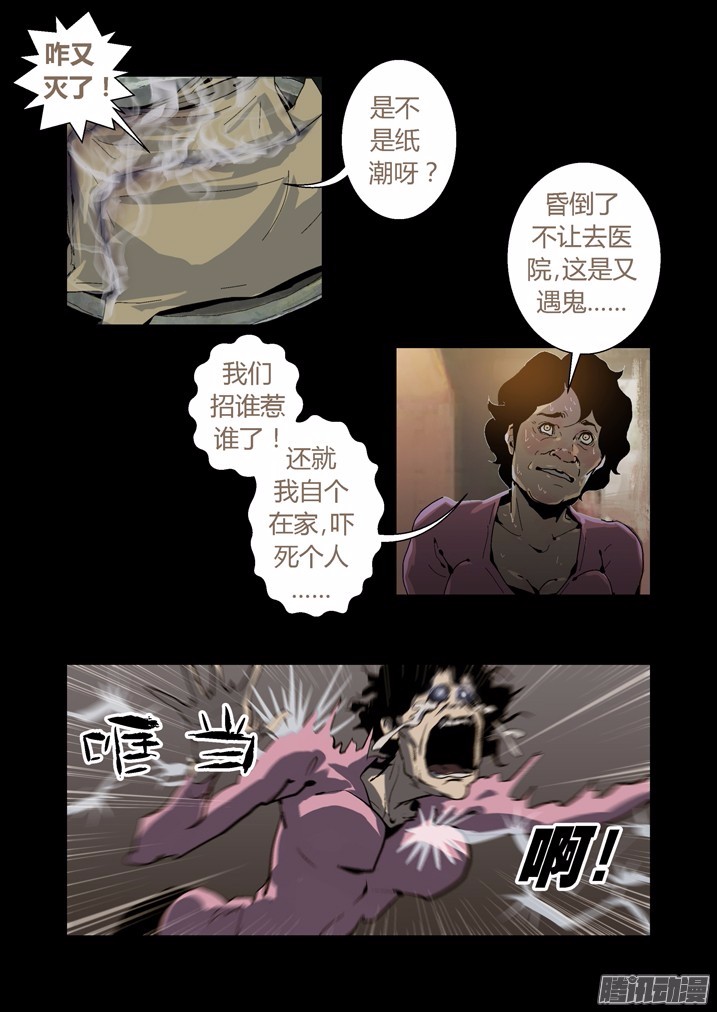 咋又
灭了！
是不
是纸
潮呀？
昏倒了
不让去医
院,这是又
遇鬼……
我们
招谁惹
谁了！
还就
我自个
在家,吓
死个人
……
哐当
啊！
腾讯动漫